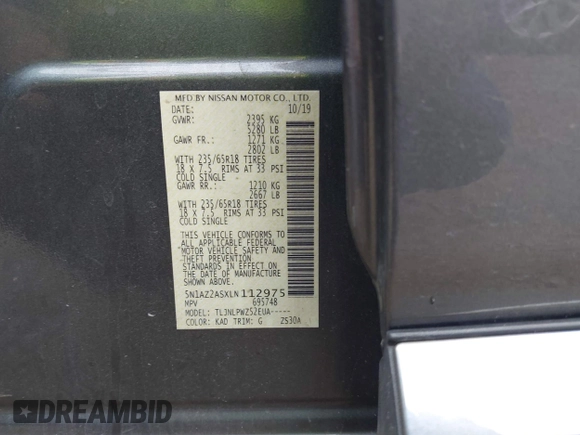 MFD.BY NISSAN MOTOR CO., LTD.
DATE: 10/19
GVWR: 2395 KG
5280 LB
GAWR FR.: 1271 KG
2802 LB
WITH 235/65R18 TIRES
18 X 7.5 RIMS AT 33 PSI
COLD SINGLE -
GAWR RR.: 1210 KG
2667 LB
WITH 235/65R18 TIRES
18 X 7.5 RIMS AT 33 PSI
COLD SINGLE
THIS VEHICLE CONFORMS TO
ALL APPLICABLE FEDERAL
MOTOR VEHICLE SAFETY AND
THEFT PREVENTION
STANDARDS IN EFFECT ON
THE DATE OF MANUFACTURE
SHOWN ABOVE.
5N1AZ2ASXLN112975
MPV 695748
MODEL: TLJNLPWZ52EUA-----
COLOR: KAD TRIM: G Z530A
DREAMBID